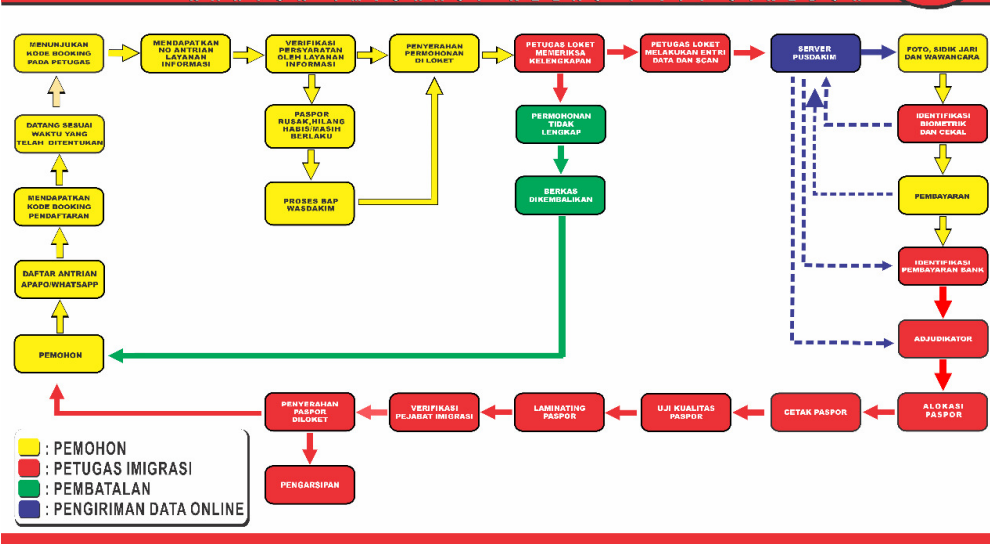 MENUNJUKAN
KODE BOOKING
PADA PETUGAS
MENDAPATKAN
NO ANTRIAN
LAYANAN
INFORMASI
VERIFIKASI
PERSYARATAN
OLEH LAYANAN
INFORMASI
PENYERAHAN
PERMOHONAN
DI LOKET
PETUGAS LOKET
MEMERIKSA
KELENGKAPAN
PETUGAS LOKET
MELAKUKAN ENTRI
DATA DAN SCAN
SERVER
PUSDAKIM
FOTO, SIDIK JARI
DAN WAWANCARA
DATANG SESUAI
WAKTU YANG
TELAH DITENTUKAN
PASPOR
RUSAK,HILANG
HABIS/MASIH
BERLAKU
PERMOHONAN
TIDAK
LENGKAP
IDENTIFIKASI
BIOMETRIK
DAN CEKAL
MENDAPATKAN
KODE BOOKING
PENDAFTARAN
PROSES BAP
WASDAKIM
BERKAS
DIKEMBALIKAN
PEMBAYARAN
DAFTAR ANTRIAN
APAPO/WHATSAPP
IDENTIFIKASI
PEMBAYARAN BANK
PEMOHON
ADJUDIKATOR
PENYERAHAN
PASPOR
DILOKET
VERIFIKASI
PEJABAT IMIGRASI
LAMINATING
PASPOR
UJI KUALITAS
PASPOR
CETAK PASPOR
ALOKASI
PASPOR
PENGARSIPAN
: PEMOHON
: PETUGAS IMIGRASI
: PEMBATALAN
: PENGIRIMAN DATA ONLINE